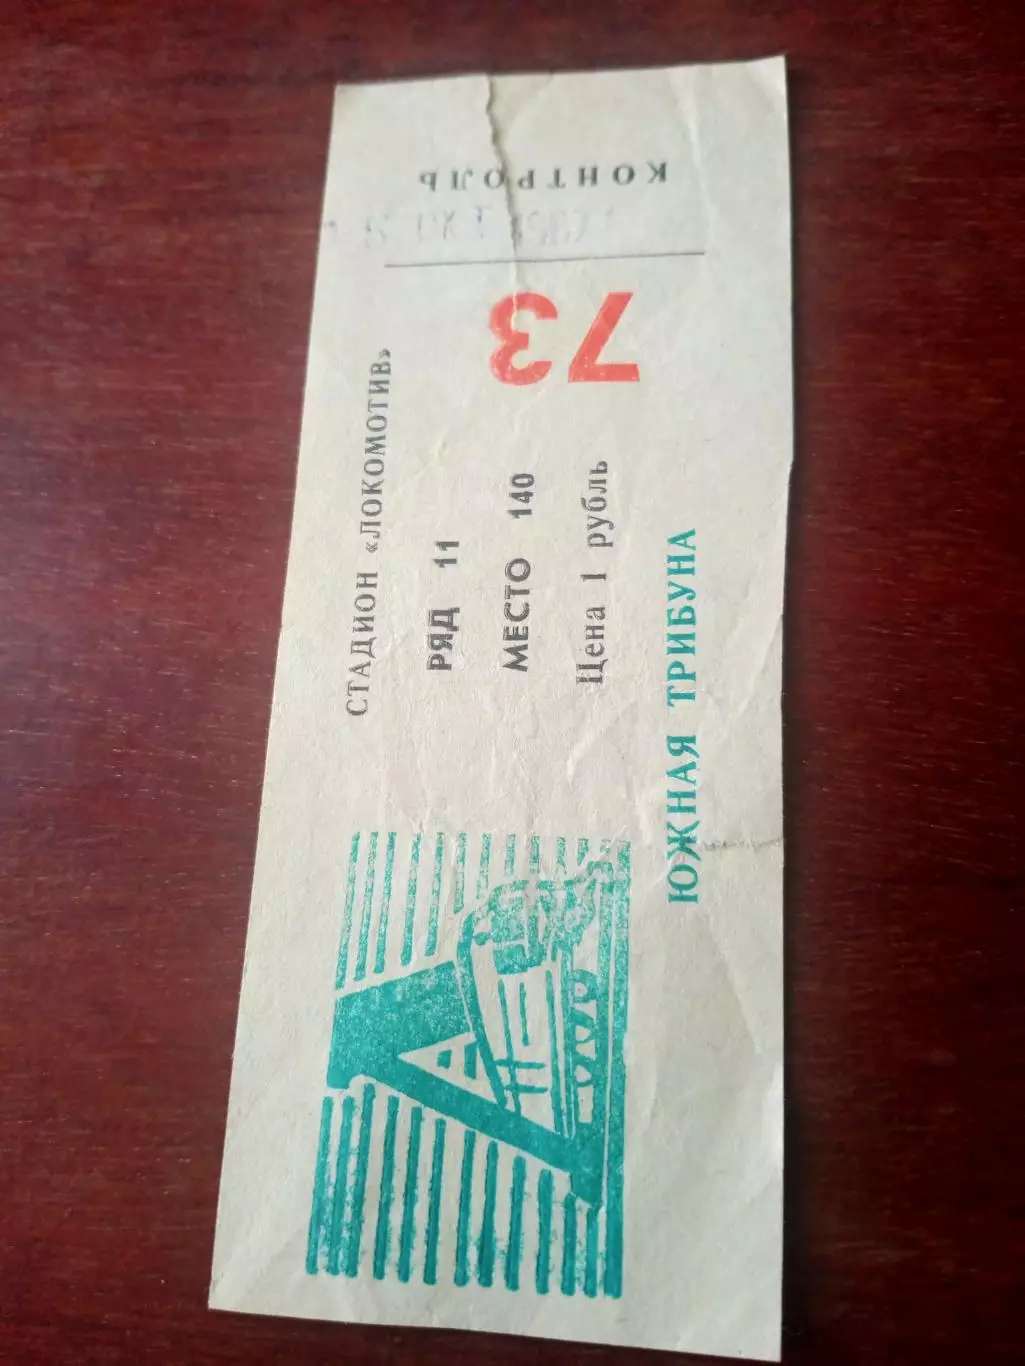 СТАДИОН «ЛОКОМОТИВ»
РЯД 11
МЕСТО 140
Цена 1 рубль
ЮЖНАЯ ТРИБУНА
73
КОНТРОЛЬ